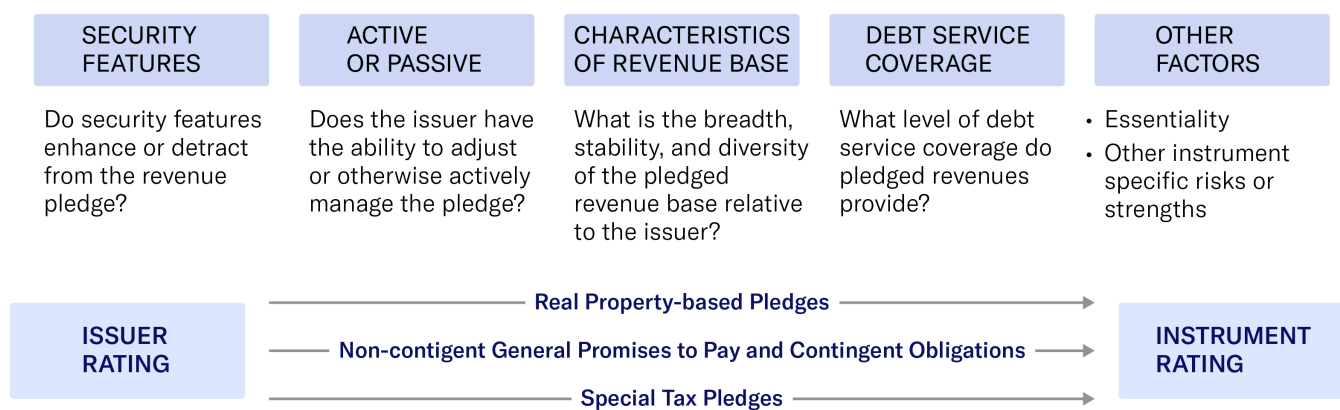 SECURITY
FEATURES
Do security features
enhance or detract
from the revenue
pledge?
ACTIVE
OR PASSIVE
Does the issuer have
the ability to adjust
or otherwise actively
manage the pledge?
CHARACTERISTICS
OF REVENUE BASE
What is the breadth,
stability, and diversity
of the pledged
revenue base relative
to the issuer?
DEBT SERVICE
COVERAGE
What level of debt
service coverage do
pledged revenues
provide?
OTHER
FACTORS
• Essentiality
• Other instrument
specific risks or
strengths
ISSUER
RATING
Real Property-based Pledges
Non-contigent General Promises to Pay and Contingent Obligations
Special Tax Pledges
INSTRUMENT
RATING